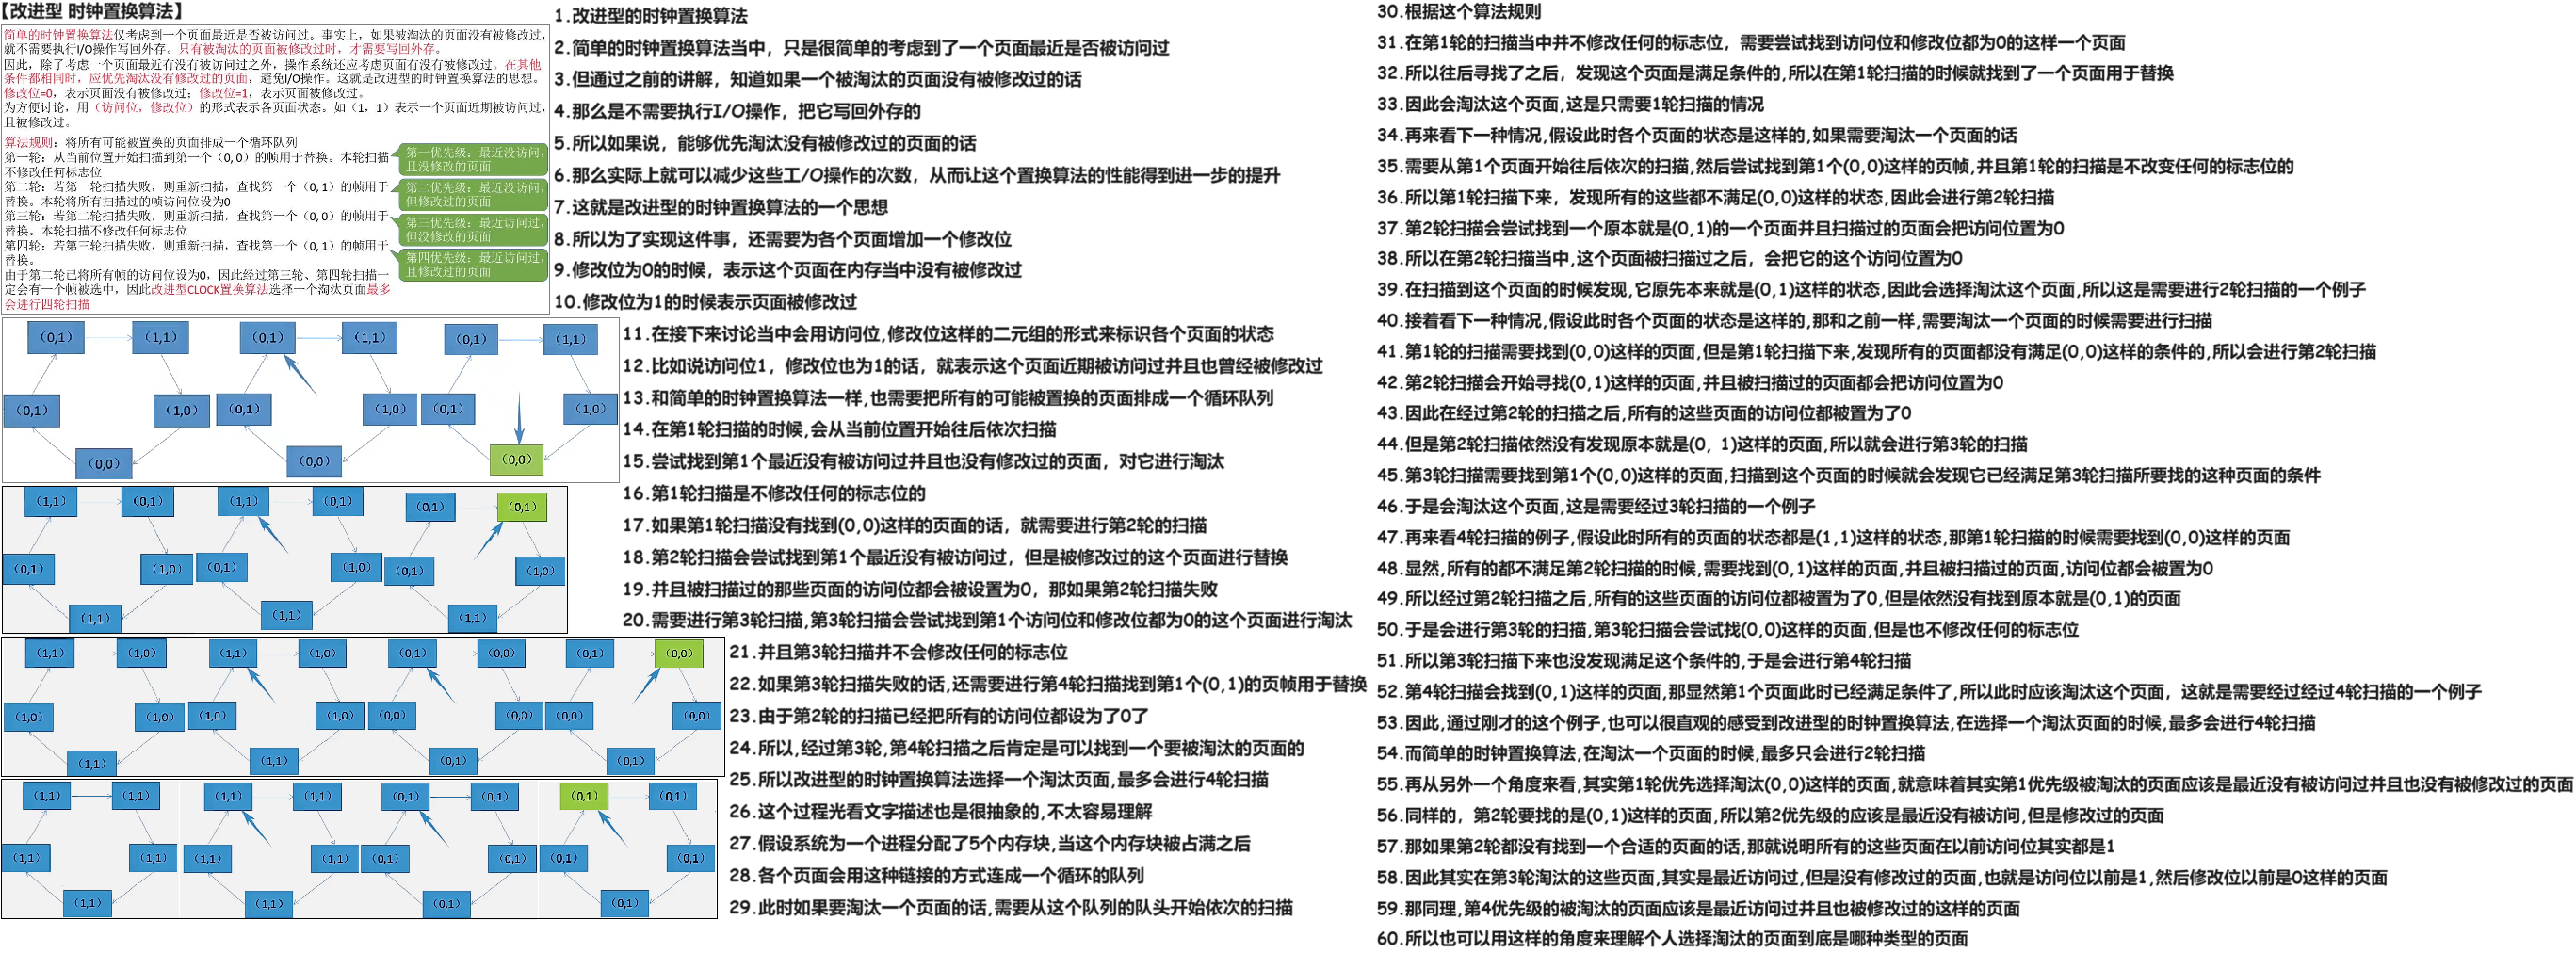 【改进型 时钟置换算法】
简单的时钟置换算法仅考虑到一个页面最近是否被访问过。事实上，如果被淘汰的页面没有被修改过，
就不需要执行I/O操作写回外存。只有被淘汰的页面被修改过时，才需要写回外存。
因此，除了考虑一个页面最近有没有被访问过之外，操作系统还应考虑页面有没有被修改过。在其他
条件都相同时，应优先淘汰没有修改过的页面，避免I/O操作。这就是改进型的时钟置换算法的思想。
修改位=0，表示页面没有被修改过；修改位=1，表示页面被修改过。
为方便讨论，用（访问位，修改位）的形式表示各页面状态。如（1，1）表示一个页面近期被访问过，
且被修改过。
算法规则：将所有可能被置换的页面排成一个循环队列
第一轮：从当前位置开始扫描到第一个（0, 0）的帧用于替换。本轮扫描
不修改任何标志位
第二轮：若第一轮扫描失败，则重新扫描，查找第一个（0, 1）的帧用于
替换。本轮将所有扫描过的帧访问位设为0
第三轮：若第二轮扫描失败，则重新扫描，查找第一个（0, 0）的帧用于
替换。本轮扫描不修改任何标志位
第四轮：若第三轮扫描失败，则重新扫描，查找第一个（0, 1）的帧用于
替换。
由于第二轮已将所有帧的访问位设为0，因此经过第三轮、第四轮扫描一
定会有一个帧被选中，因此改进型CLOCK置换算法选择一个淘汰页面最多
会进行四轮扫描
第一优先级：最近没访问，
且没修改的页面
第二优先级：最近没访问，
但修改过的页面
第三优先级：最近访问过，
但没修改的页面
第四优先级：最近访问过，
且修改过的页面
（0,1） （1,1） （0,1） （1,1） （0,1） （1,1）
（0,1） （1,0） （0,1） （1,0） （0,1） （1,0）
（0,0） （0,0） （0,0）
（1,1） （0,1） （1,1） （0,1） （0,1） （0,1）
（0,1） （1,0） （0,1） （1,0） （0,1） （1,0）
（1,1） （1,1） （1,1）
（1,1） （1,0） （1,1） （1,0） （0,1） （0,0） （0,1） （0,0）
（1,0） （1,0） （1,0） （1,0） （0,0） （0,0） （0,0） （0,0）
（1,1） （1,1） （0,1） （0,1）
（1,1） （1,1） （1,1） （1,1） （0,1） （0,1） （0,1） （0,1）
（1,1） （1,1） （1,1） （1,1） （0,1） （0,1） （0,1） （0,1）
（1,1） （1,1） （0,1） （0,1）
1.改进型的时钟置换算法
2.简单的时钟置换算法当中，只是很简单的考虑到了一个页面最近是否被访问过
3.但通过之前的讲解，知道如果一个被淘汰的页面没有被修改过的话
4.那么是不需要执行I/O操作，把它写回外存的
5.所以如果说，能够优先淘汰没有被修改过的页面的话
6.那么实际上就可以减少这些工/O操作的次数，从而让这个置换算法的性能得到进一步的提升
7.这就是改进型的时钟置换算法的一个思想
8.所以为了实现这件事，还需要为各个页面增加一个修改位
9.修改位为0的时候，表示这个页面在内存当中没有被修改过
10.修改位为1的时候表示页面被修改过
11.在接下来讨论当中会用访问位,修改位这样的二元组的形式来标识各个页面的状态
12.比如说访问位1，修改位也为1的话，就表示这个页面近期被访问过并且也曾经被修改过
13.和简单的时钟置换算法一样,也需要把所有的可能被置换的页面排成一个循环队列
14.在第1轮扫描的时候,会从当前位置开始往后依次扫描
15.尝试找到第1个最近没有被访问过并且也没有修改过的页面，对它进行淘汰
16.第1轮扫描是不修改任何的标志位的
17.如果第1轮扫描没有找到(0,0)这样的页面的话，就需要进行第2轮的扫描
18.第2轮扫描会尝试找到第1个最近没有被访问过，但是被修改过的这个页面进行替换
19.并且被扫描过的那些页面的访问位都会被设置为0，那如果第2轮扫描失败
20.需要进行第3轮扫描,第3轮扫描会尝试找到第1个访问位和修改位都为0的这个页面进行淘汰
21.并且第3轮扫描并不会修改任何的标志位
22.如果第3轮扫描失败的话,还需要进行第4轮扫描找到第1个(0,1)的页帧用于替换
23.由于第2轮的扫描已经把所有的访问位都设为了0了
24.所以,经过第3轮,第4轮扫描之后肯定是可以找到一个要被淘汰的页面的
25.所以改进型的时钟置换算法选择一个淘汰页面,最多会进行4轮扫描
26.这个过程光看文字描述也是很抽象的,不太容易理解
27.假设系统为一个进程分配了5个内存块,当这个内存块被占满之后
28.各个页面会用这种链接的方式连成一个循环的队列
29.此时如果要淘汰一个页面的话,需要从这个队列的队头开始依次的扫描
30.根据这个算法规则
31.在第1轮的扫描当中并不修改任何的标志位，需要尝试找到访问位和修改位都为0的这样一个页面
32.所以往后寻找了之后，发现这个页面是满足条件的,所以在第1轮扫描的时候就找到了一个页面用于替换
33.因此会淘汰这个页面,这是只需要1轮扫描的情况
34.再来看下一种情况,假设此时各个页面的状态是这样的,如果需要淘汰一个页面的话
35.需要从第1个页面开始往后依次的扫描,然后尝试找到第1个(0,0)这样的页帧,并且第1轮的扫描是不改变任何的标志位的
36.所以第1轮扫描下来，发现所有的这些都不满足(0,0)这样的状态,因此会进行第2轮扫描
37.第2轮扫描会尝试找到一个原本就是(0,1)的一个页面并且扫描过的页面会把访问位置为0
38.所以在第2轮扫描当中,这个页面被扫描过之后，会把它的这个访问位置为0
39.在扫描到这个页面的时候发现,它原先本来就是(0,1)这样的状态,因此会选择淘汰这个页面,所以这是需要进行2轮扫描的一个例子
40.接着看下一种情况,假设此时各个页面的状态是这样的,那和之前一样,需要淘汰一个页面的时候需要进行扫描
41.第1轮的扫描需要找到(0,0)这样的页面,但是第1轮扫描下来,发现所有的页面都没有满足(0,0)这样的条件的,所以会进行第2轮扫描
42.第2轮扫描会开始寻找(0,1)这样的页面,并且被扫描过的页面都会把访问位置为0
43.因此在经过第2轮的扫描之后,所有的这些页面的访问位都被置为了0
44.但是第2轮扫描依然没有发现原本就是(0, 1)这样的页面,所以就会进行第3轮的扫描
45.第3轮扫描需要找到第1个(0,0)这样的页面,扫描到这个页面的时候就会发现它已经满足第3轮扫描所要找的这种页面的条件
46.于是会淘汰这个页面,这是需要经过3轮扫描的一个例子
47.再来看4轮扫描的例子,假设此时所有的页面的状态都是(1,1)这样的状态,那第1轮扫描的时候需要找到(0,0)这样的页面
48.显然,所有的都不满足第2轮扫描的时候,需要找到(0,1)这样的页面,并且被扫描过的页面,访问位都会被置为0
49.所以经过第2轮扫描之后,所有的这些页面的访问位都被置为了0,但是依然没有找到原本就是(0,1)的页面
50.于是会进行第3轮的扫描,第3轮扫描会尝试找(0,0)这样的页面,但是也不修改任何的标志位
51.所以第3轮扫描下来也没发现满足这个条件的,于是会进行第4轮扫描
52.第4轮扫描会找到(0,1)这样的页面,那显然第1个页面此时已经满足条件了,所以此时应该淘汰这个页面，这就是需要经过经过4轮扫描的一个例子
53.因此,通过刚才的这个例子,也可以很直观的感受到改进型的时钟置换算法,在选择一个淘汰页面的时候,最多会进行4轮扫描
54.而简单的时钟置换算法,在淘汰一个页面的时候,最多只会进行2轮扫描
55.再从另外一个角度来看,其实第1轮优先选择淘汰(0,0)这样的页面,就意味着其实第1优先级被淘汰的页面应该是最近没有被访问过并且也没有被修改过的页面
56.同样的，第2轮要找的是(0,1)这样的页面,所以第2优先级的应该是最近没有被访问,但是修改过的页面
57.那如果第2轮都没有找到一个合适的页面的话,那就说明所有的这些页面在以前访问位其实都是1
58.因此其实在第3轮淘汰的这些页面,其实是最近访问过,但是没有修改过的页面,也就是访问位以前是1,然后修改位以前是0这样的页面
59.那同理,第4优先级的被淘汰的页面应该是最近访问过并且也被修改过的这样的页面
60.所以也可以用这样的角度来理解个人选择淘汰的页面到底是哪种类型的页面